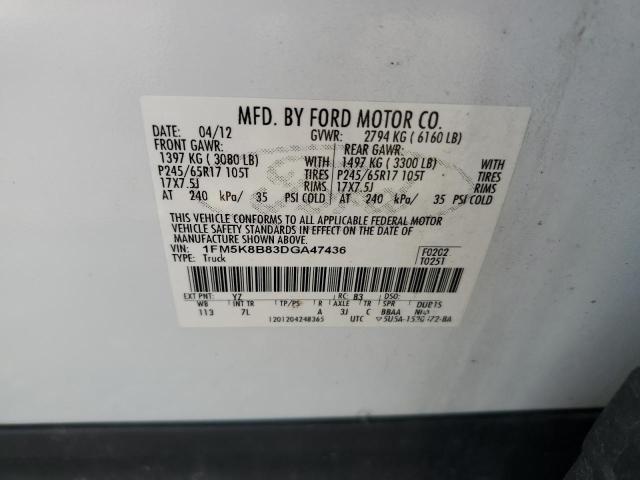 MFD. BY FORD MOTOR CO.
04/12 GVWR: 2794 KG ( 6160 LB)
FRONT GAWR: REAR GAWR:
1397 KG ( 3080 LB) WITH 1497 KG ( 3300 LB) WITH
P245/65R17 105T TIRES P245/65R17 105T TIRES
17X7.5J RIMS 17X7.5J RIMS
AT 240 kPa/ 35 PSI COLD AT 240 kPa/ 35 PSI COLD
THIS VEHICLE CONFORMS TO ALL APPLICABLE FEDERAL MOTOR
VEHICLE SAFETY STANDARDS IN EFFECT ON THE DATE OF
MANUFACTURE SHOWN ABOVE.
VIN: 1FM5K8B83DGA47436 F0202
TYPE: Truck T0251
EXT PNT: YZ RC: 83 DSO:
WB INT TR TP/PS R AXLE TR SPR
113 7L A 3J C BBAA
1201204248365 UTC